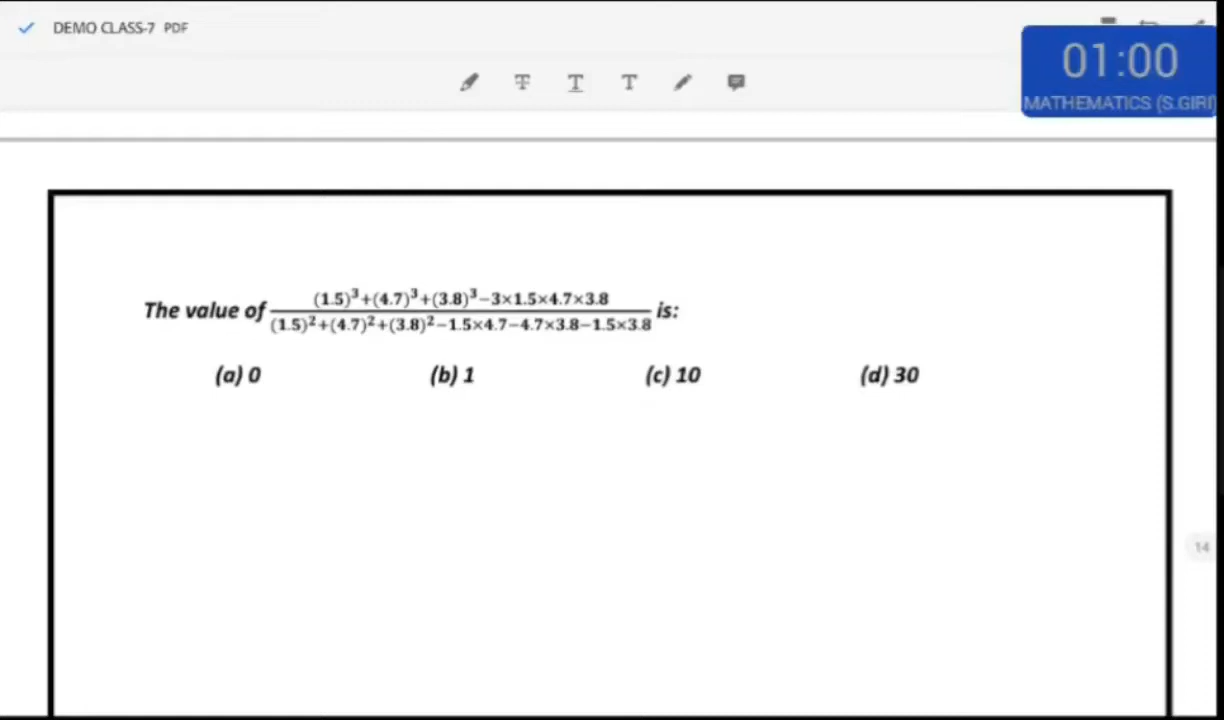 DEMO CLASS-7 PDF
01:00
MATHEMATICS (S.GIRI)
The value of \frac{(1.5)^3+(4.7)^3+(3.8)^3-3×1.5×4.7×3.8}{(1.5)^2+(4.7)^2+(3.8)^2-1.5×4.7-4.7×3.8-1.5×3.8} is:
(a) 0 (b) 1 (c) 10 (d) 30
14